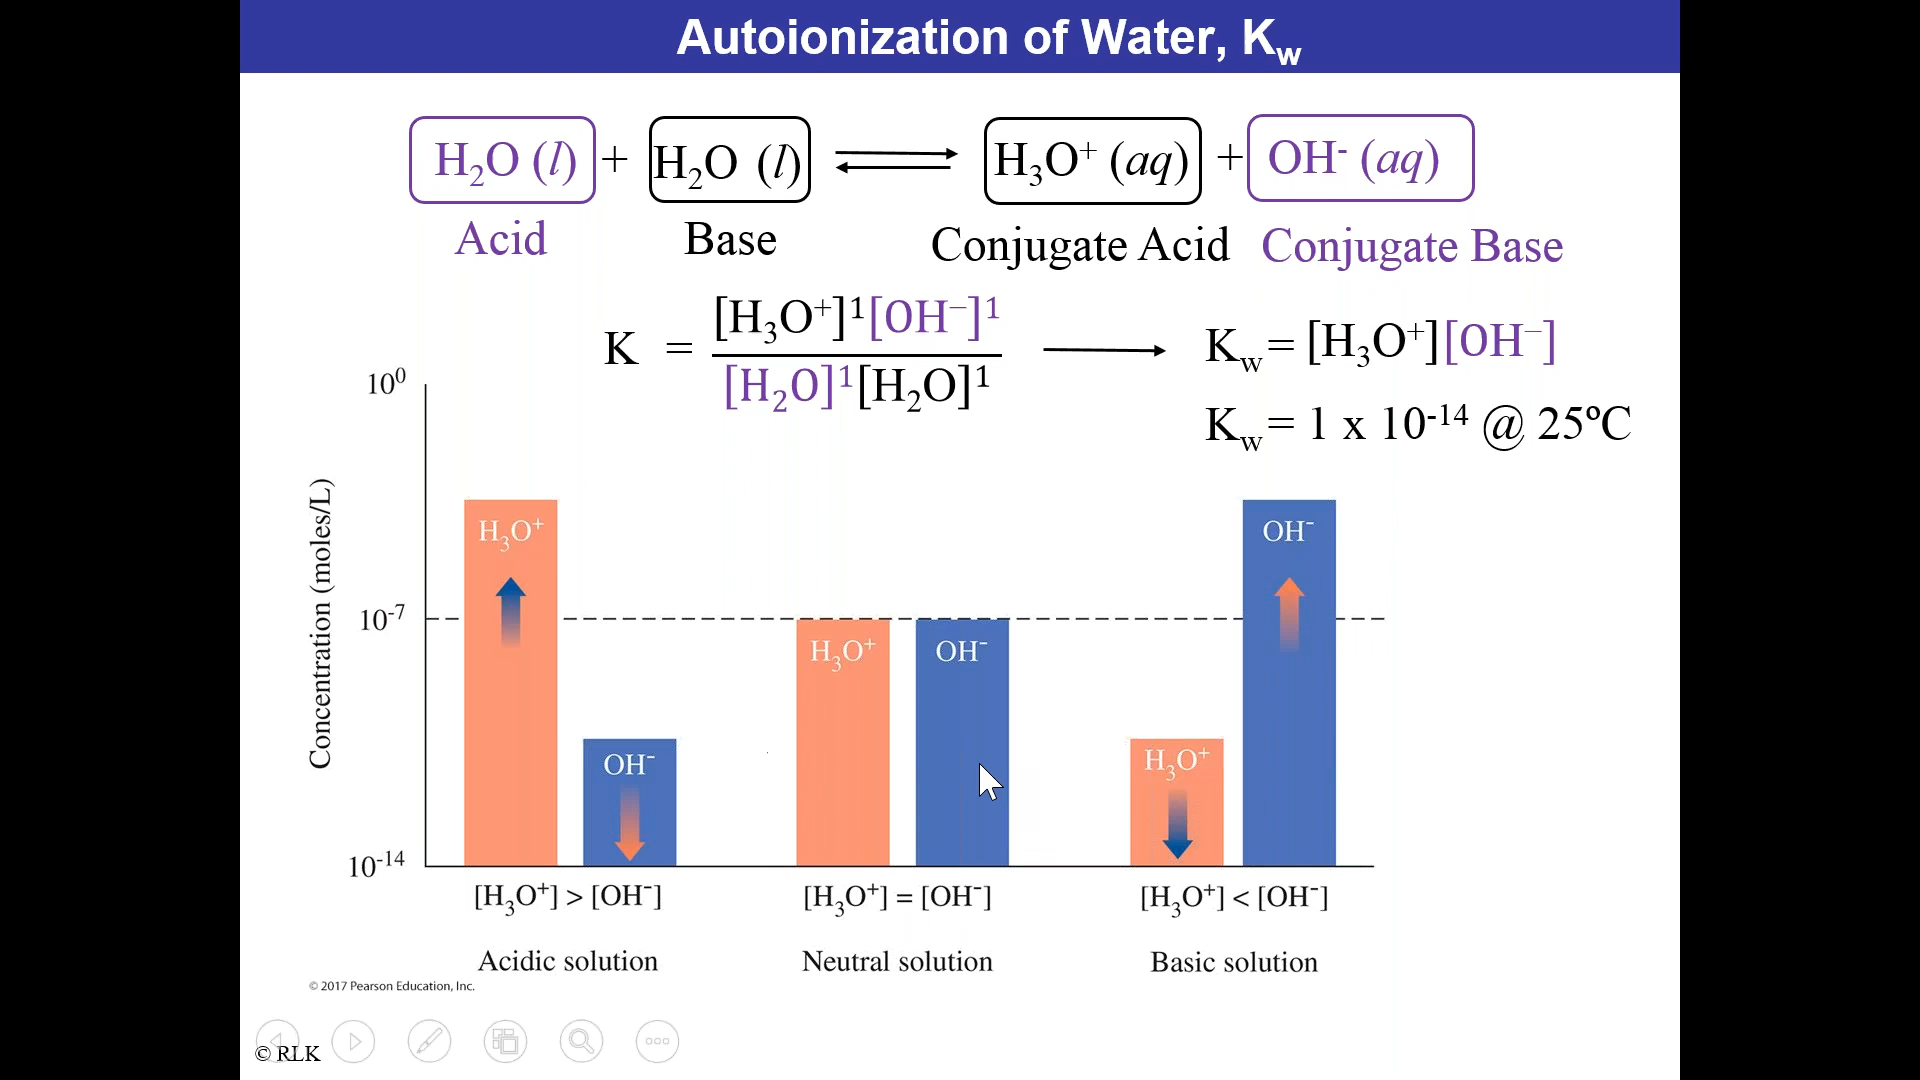 Autoionization of Water, Kw
H₂O (l) + H₂O (l) ⇌ H₃O⁺ (aq) + OH⁻ (aq)
Acid Base Conjugate Acid Conjugate Base
K = [H₃O⁺]¹[OH⁻]¹ / [H₂O]¹[H₂O]¹ → Kw = [H₃O⁺][OH⁻]
Kw = 1 x 10⁻¹⁴ @ 25ºC
Concentration (moles/L)
10⁰
10⁻⁷
10⁻¹⁴
H₃O⁺
OH⁻
H₃O⁺
OH⁻
H₃O⁺
OH⁻
[H₃O⁺] > [OH⁻] [H₃O⁺] = [OH⁻] [H₃O⁺] < [OH⁻]
Acidic solution Neutral solution Basic solution
© 2017 Pearson Education, Inc.
© RLK